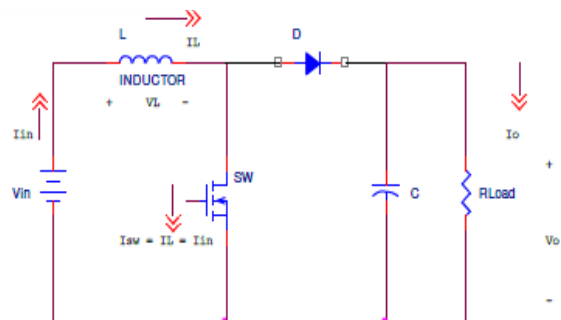 L
IL
D
INDUCTOR
+ VL -
Iin
Io
Vin
SW
C
RLoad
+
Isw = IL = Iin
Vo
-